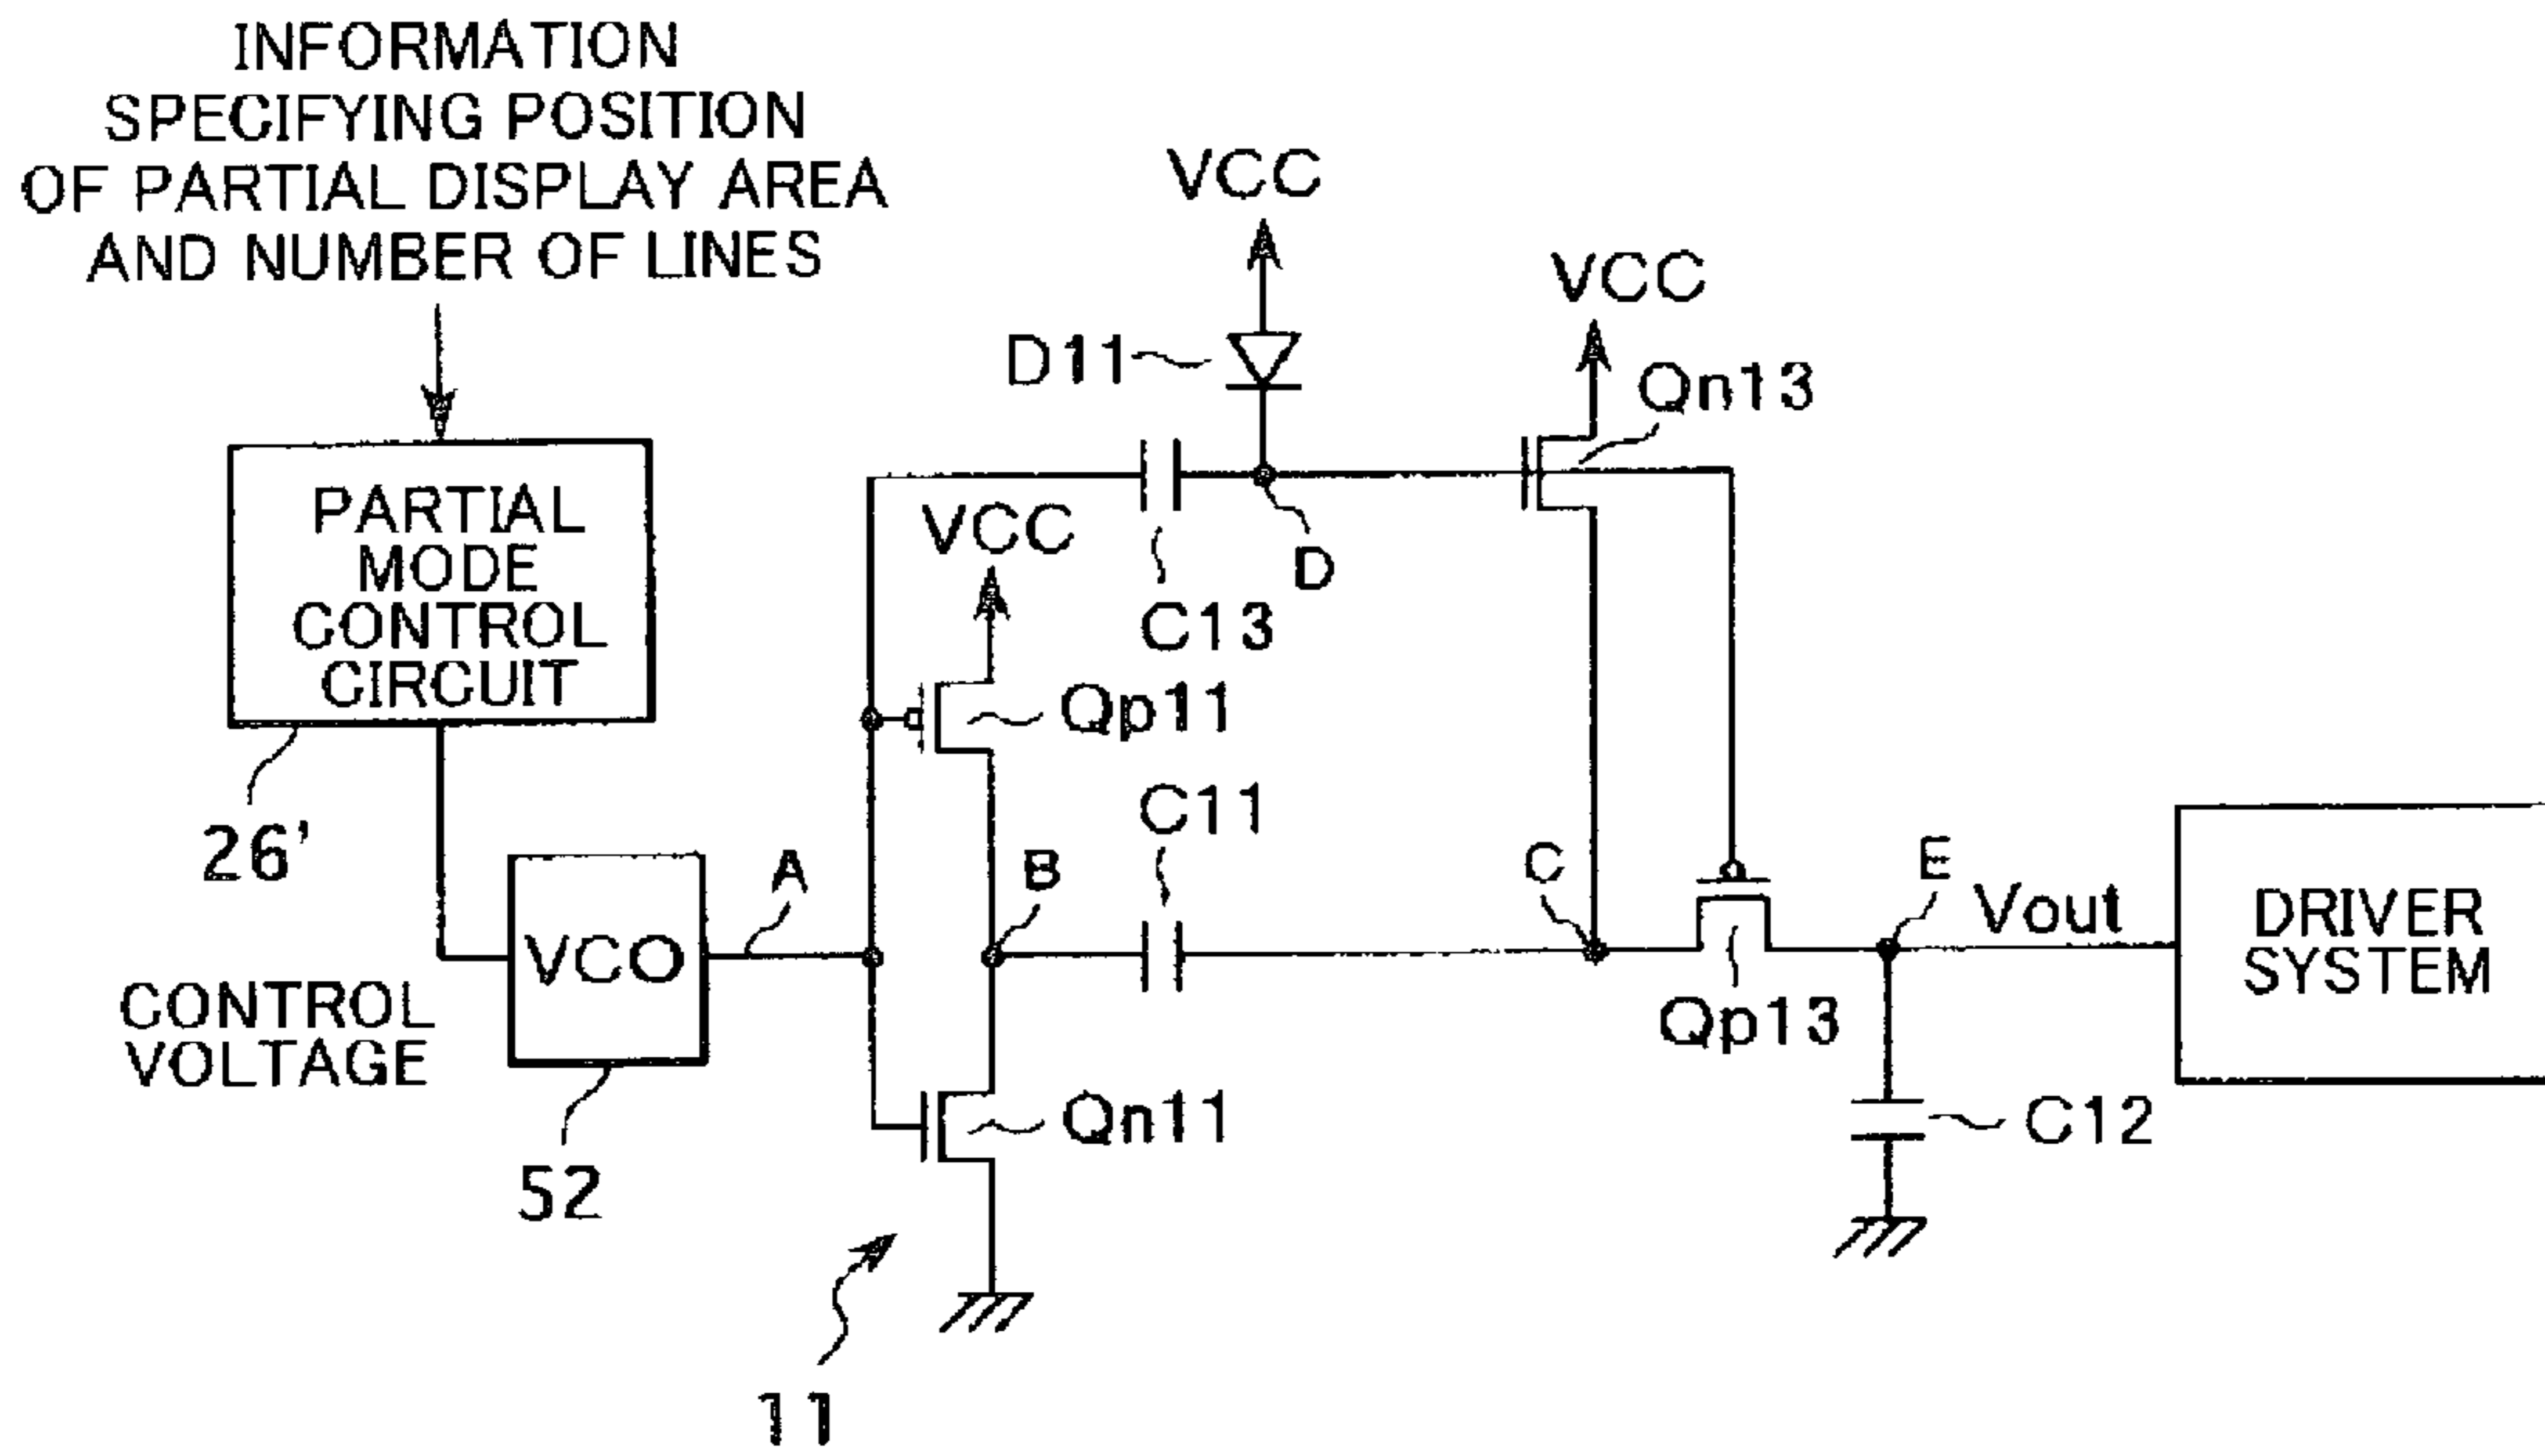 INFORMATION
SPECIFYING POSITION
OF PARTIAL DISPLAY AREA
AND NUMBER OF LINES
VCC
VCC
D11
Qn13
PARTIAL
MODE
CONTROL
CIRCUIT
VCC
D
C13
Qp11
C11
26'
A
B
C
E
Vout
DRIVER
SYSTEM
VCO
CONTROL
VOLTAGE
Qp13
Qn11
C12
52
11